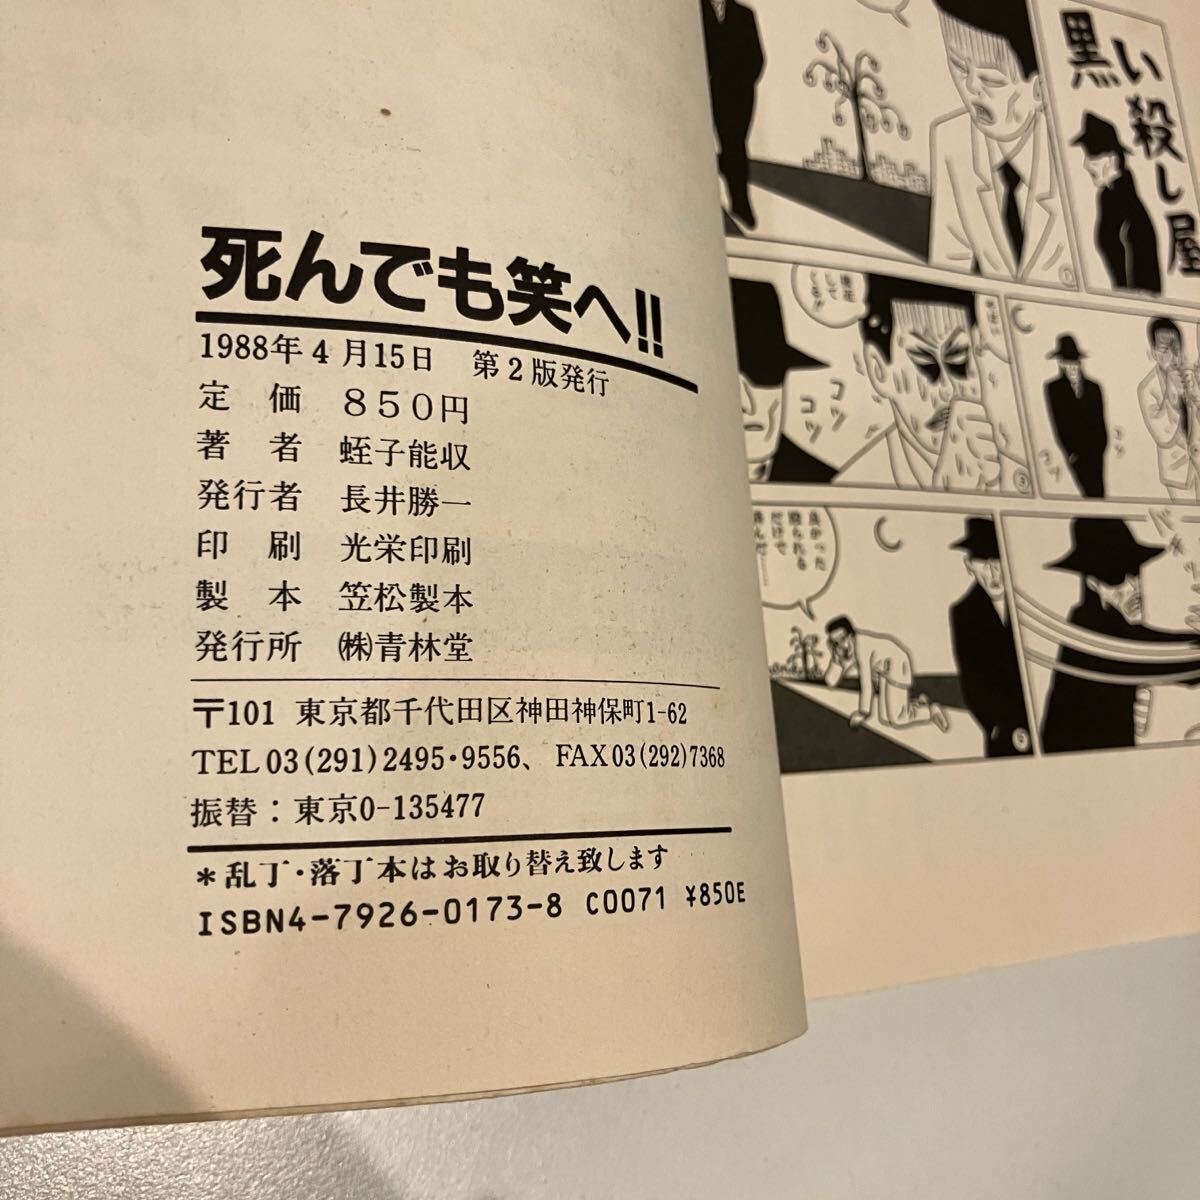 死んでも笑へ!!
1988年4月15日 第2版発行
定価 850円
著者 蛭子能収
発行者 長井勝一
印刷 光栄印刷
製本 笠松製本
発行所 ㈱青林堂
〒101 東京都千代田区神田神保町1-62
TEL 03(291)2495・9556、 FAX 03(292)7368
振替：東京0-135477
＊乱丁・落丁本はお取り替え致します
ISBN4-7926-0173-8 C0071 ¥850E
黒い
殺し屋
コツ
コツ
良かった